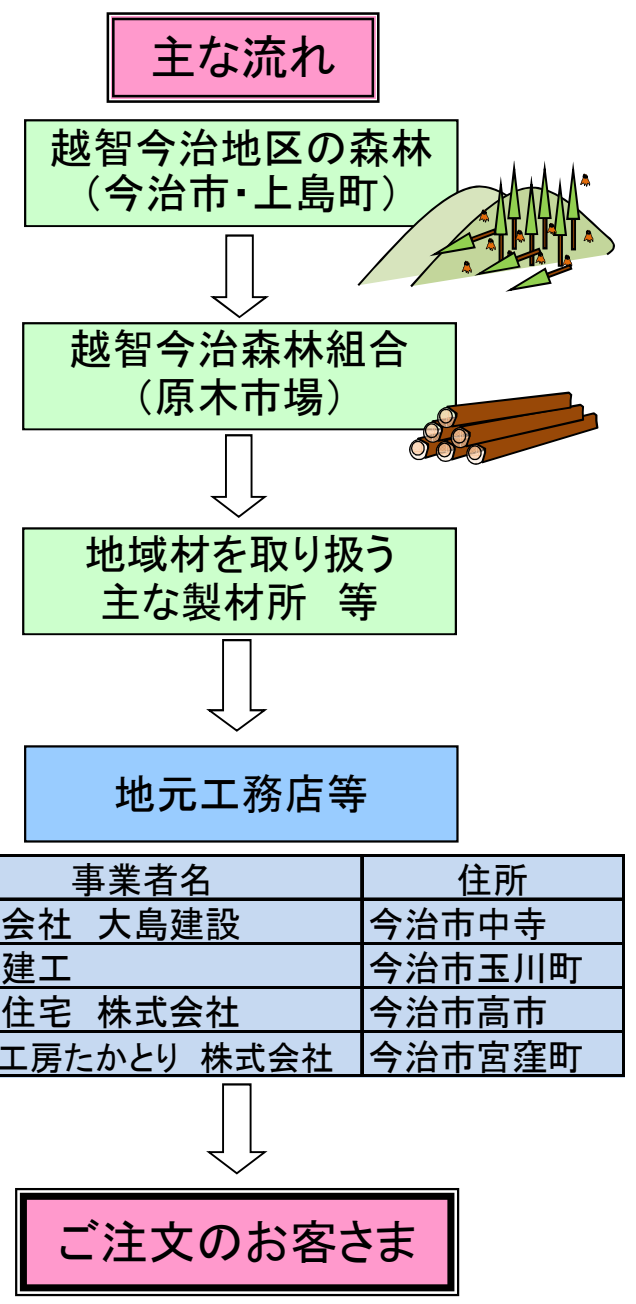 主な流れ
越智今治地区の森林
（今治市・上島町）
越智今治森林組合
（原木市場）
地域材を取り扱う
主な製材所　等
地元工務店等
事業者名　住所
会社　大島建設　今治市中寺
建工　今治市玉川町
住宅　株式会社　今治市高市
工房たかとり　株式会社　今治市宮窪町
ご注文のお客さま